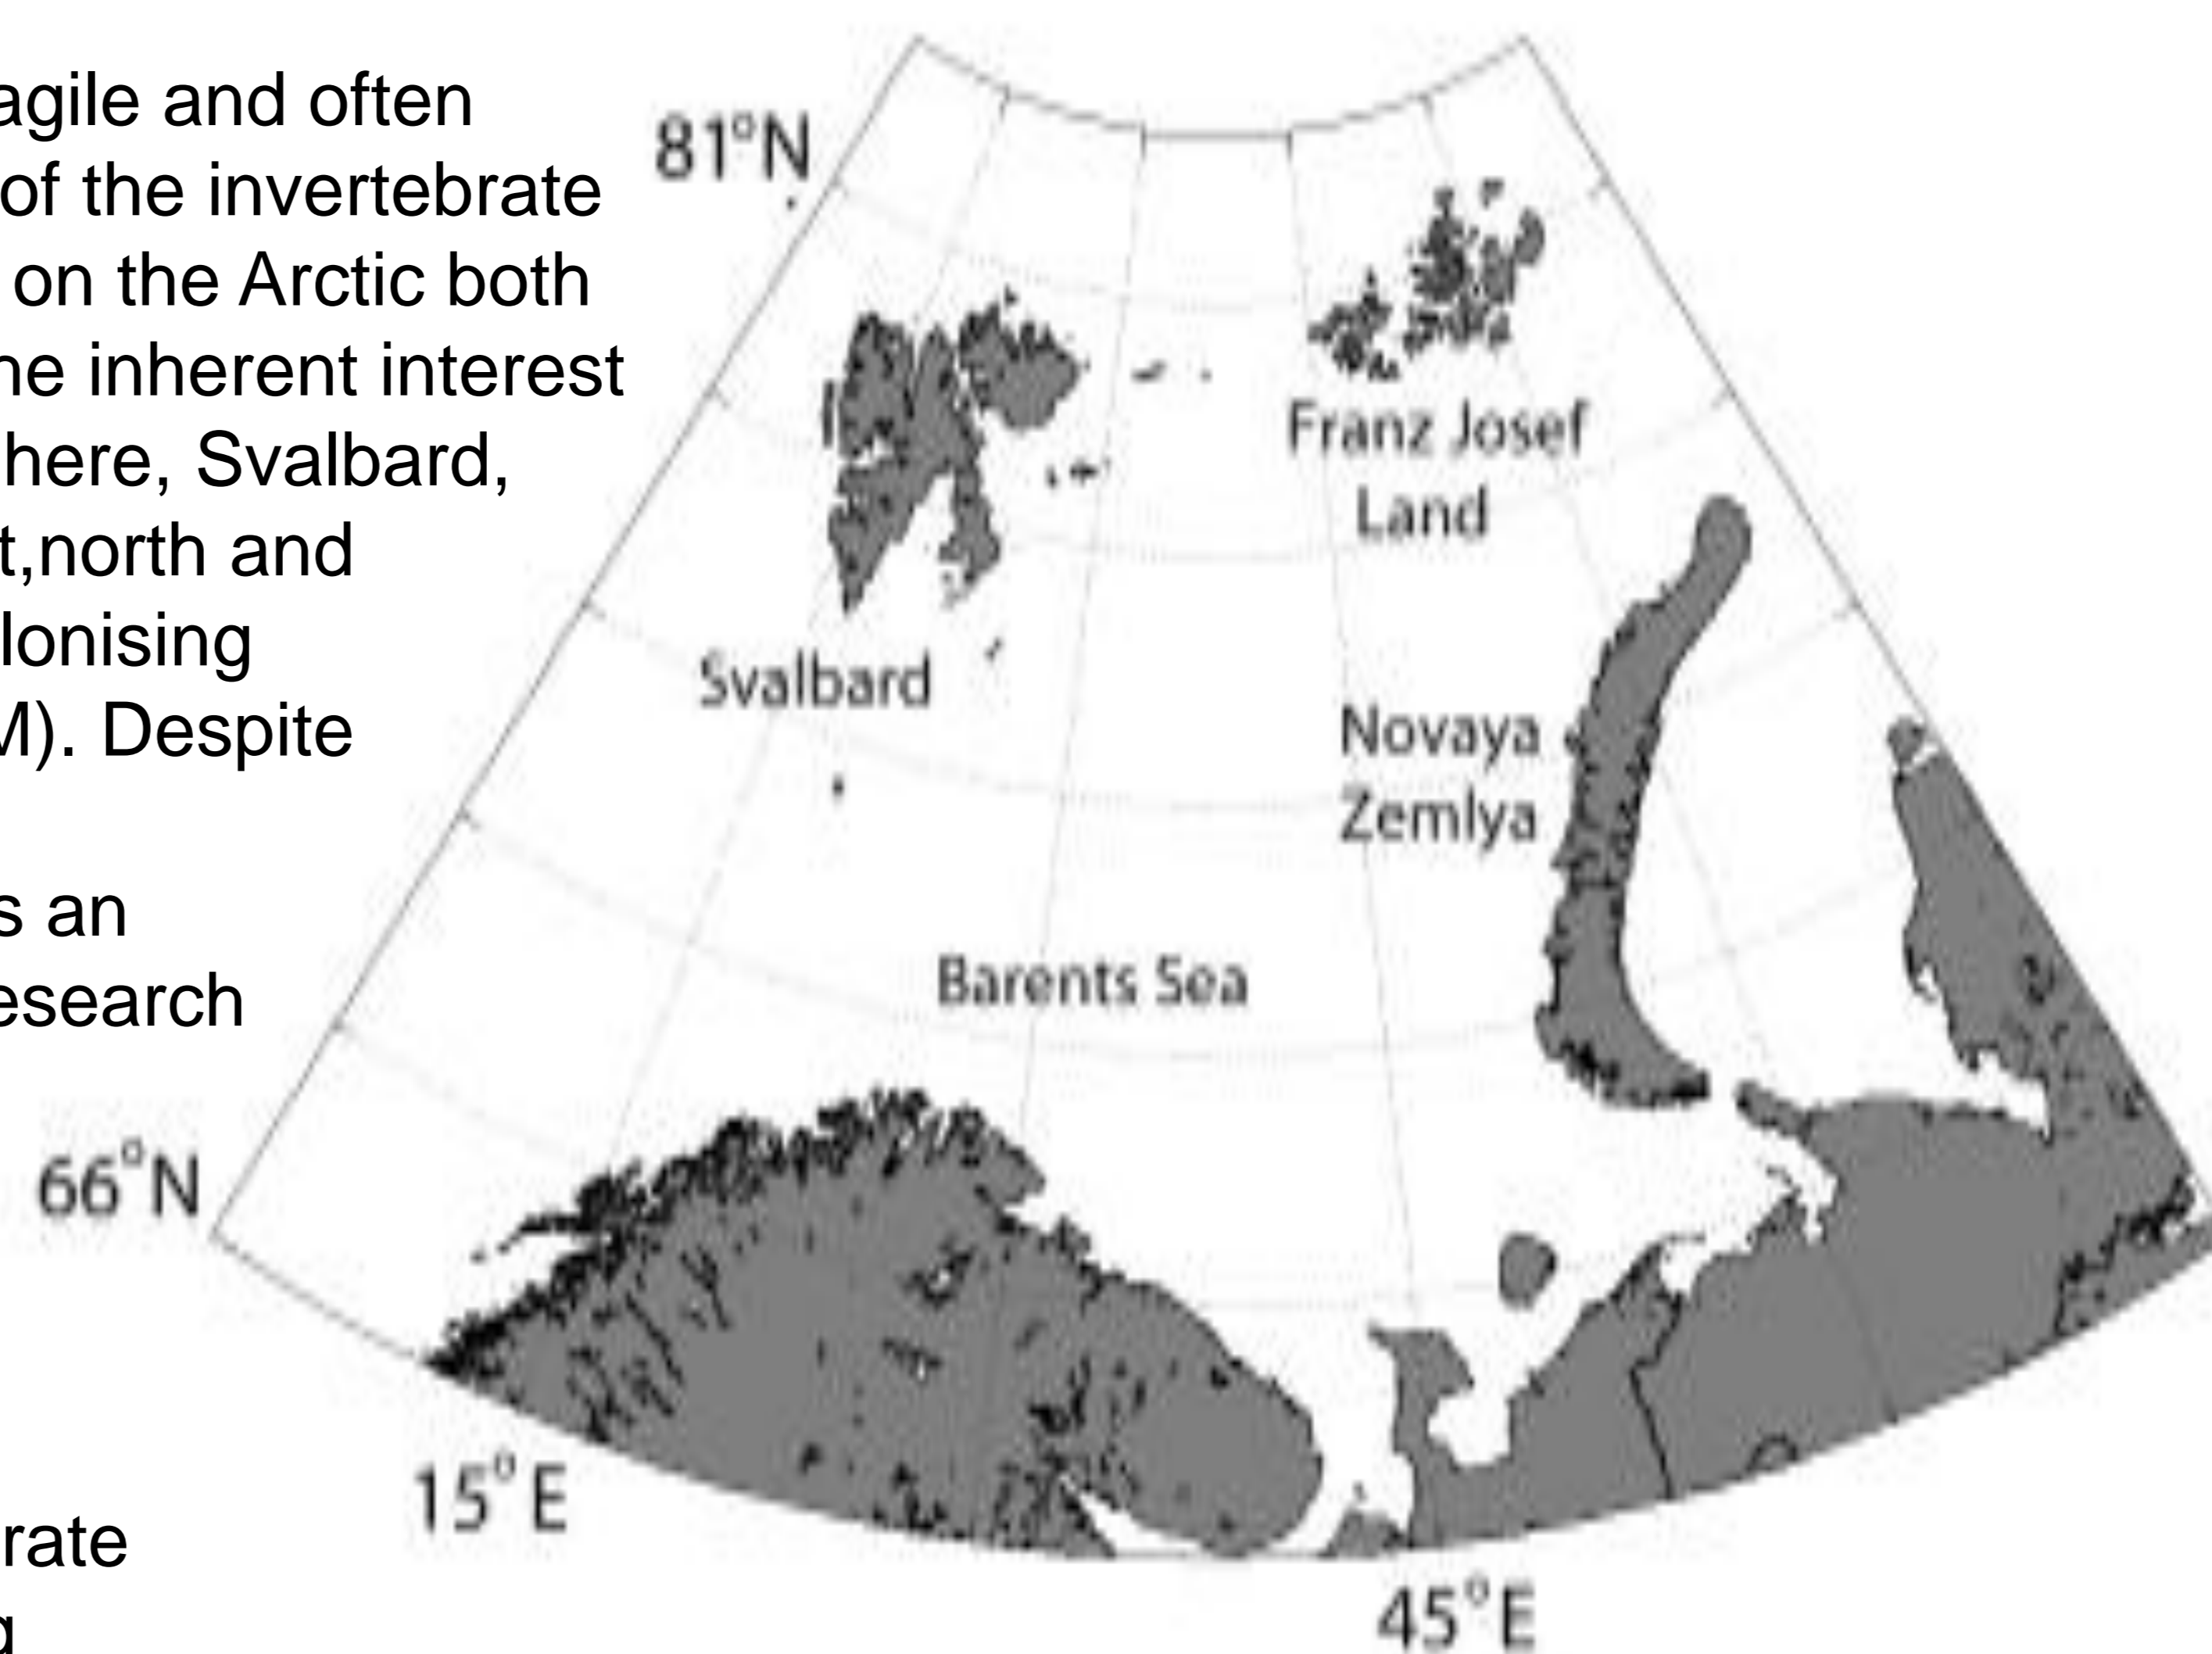 agile and often
of the invertebrate
on the Arctic both
he inherent interest
here, Svalbard,
t,north and
lonising
M). Despite
s an
esearch
rate
g
81°N
Franz Josef
Land
Svalbard
Novaya
Zemlya
Barents Sea
66°N
15°E
45°E